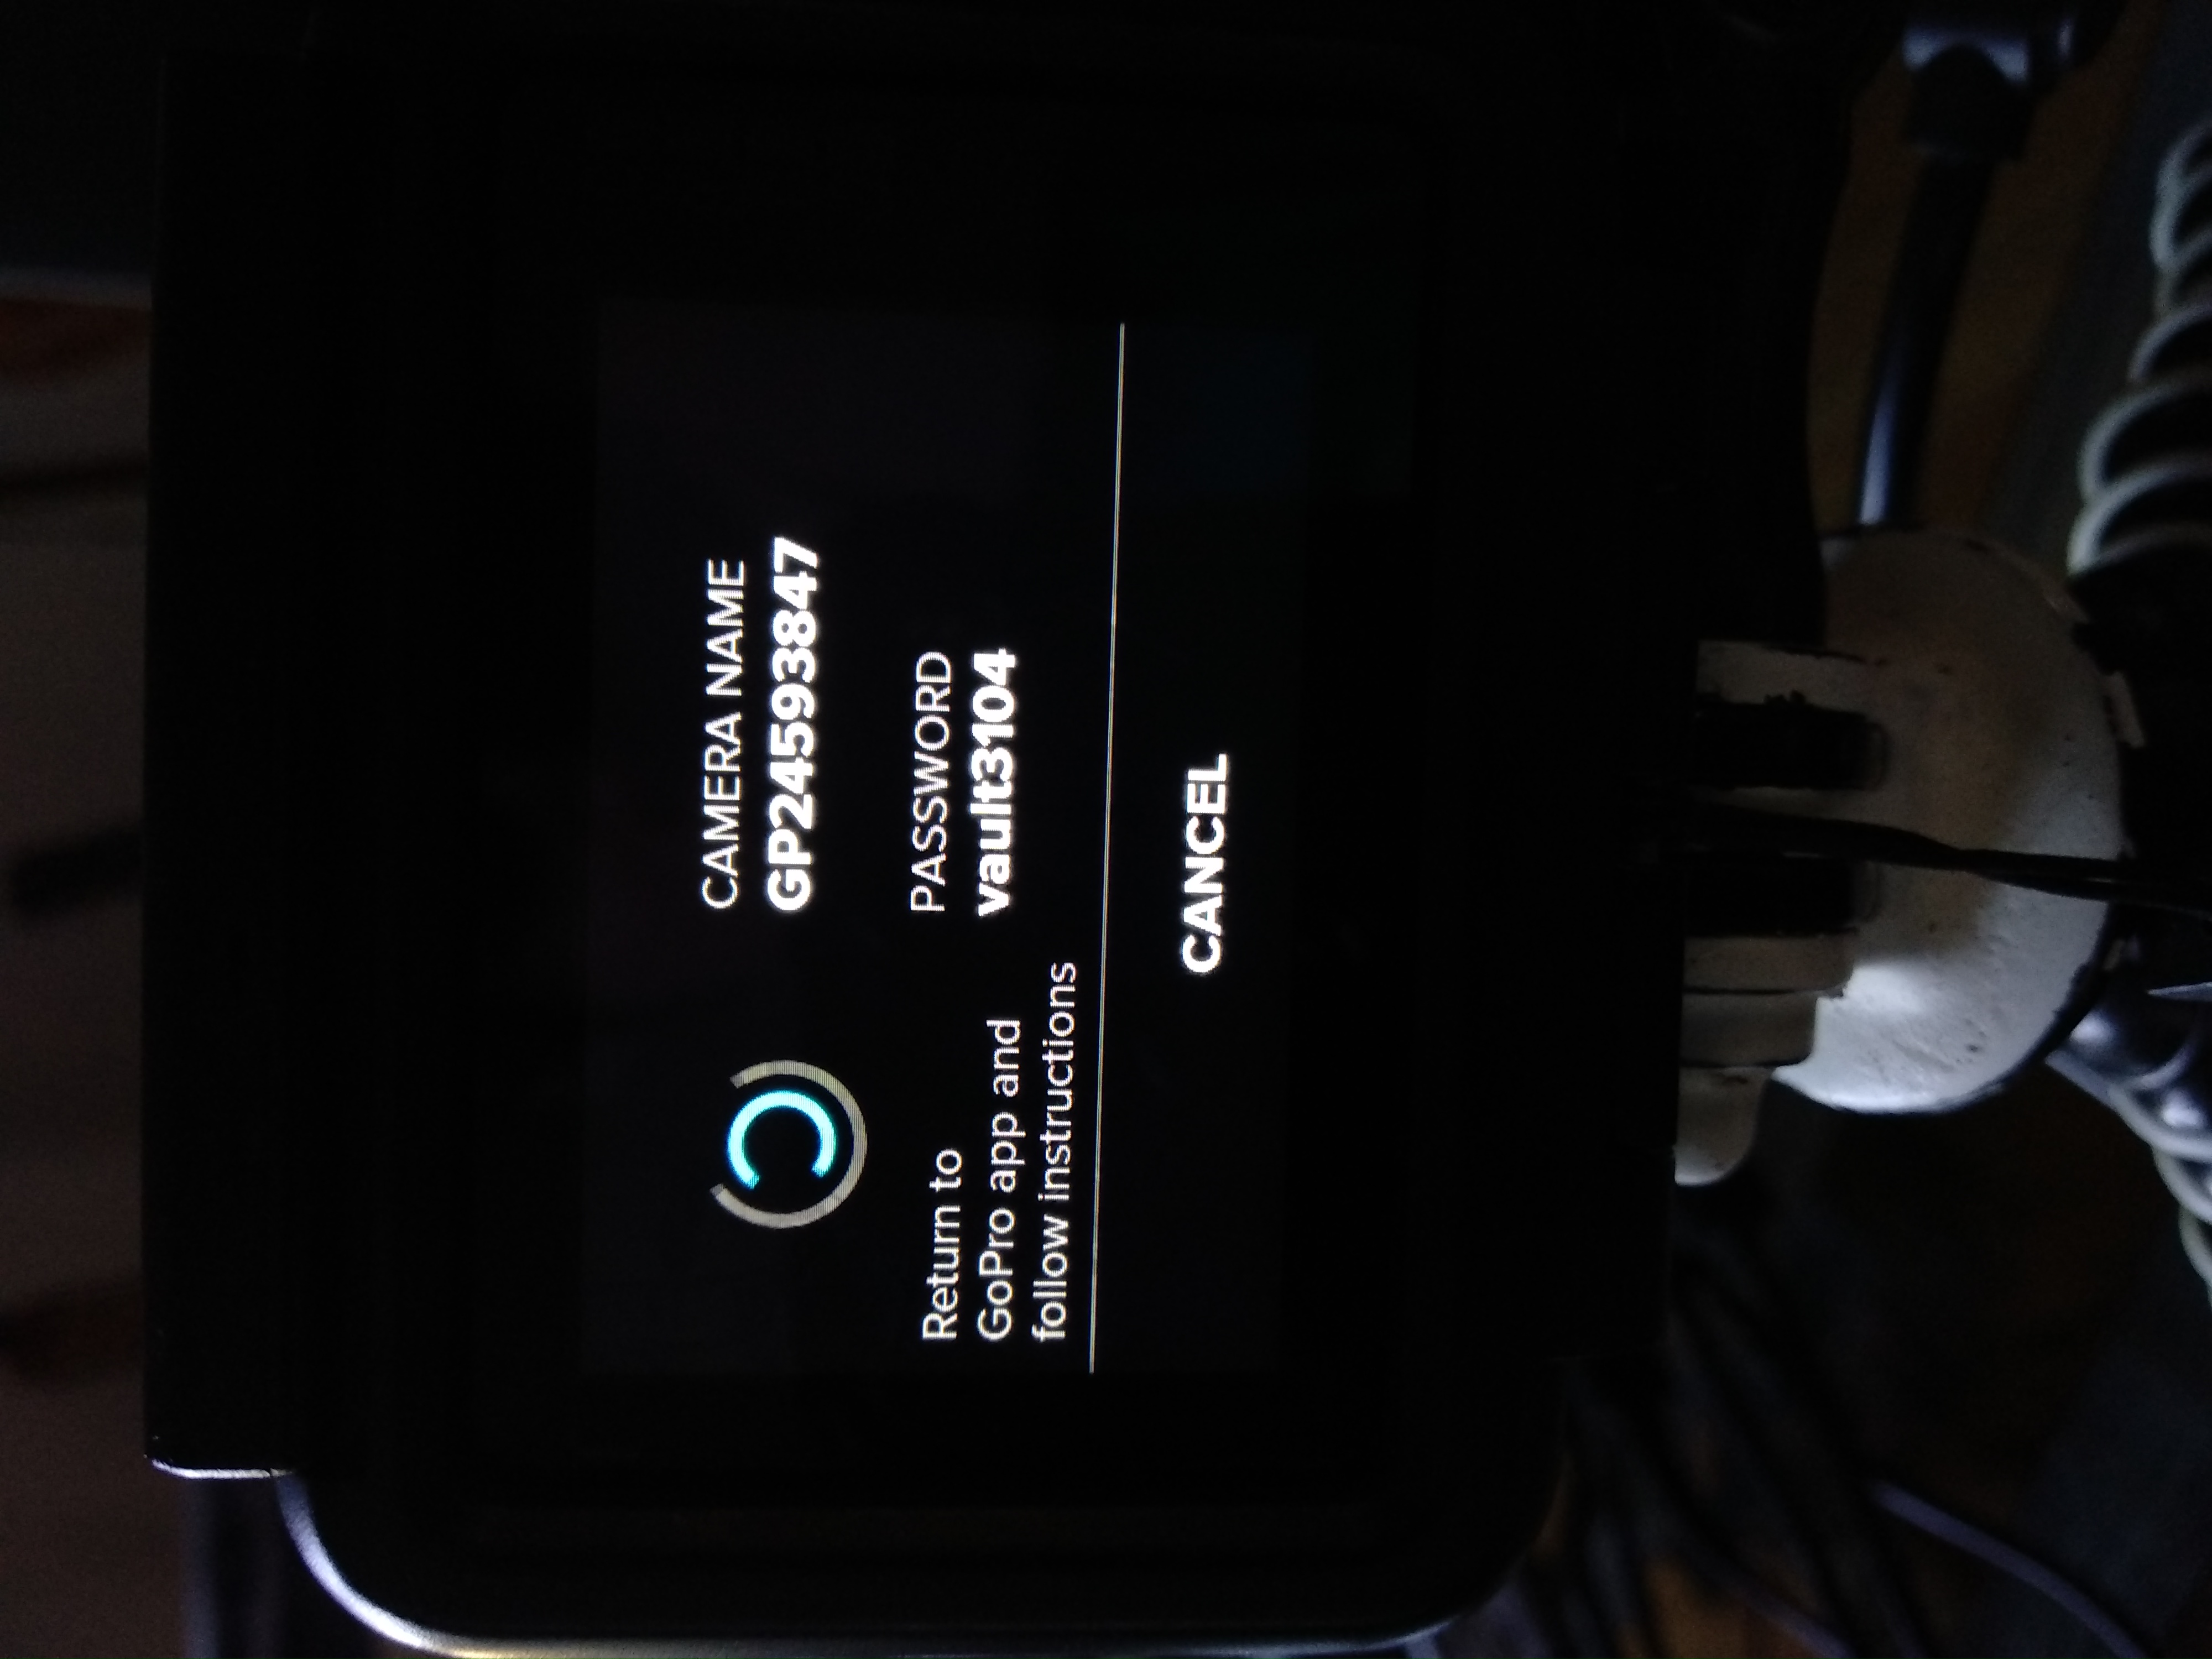 CAMERA NAME
GP24593847
PASSWORD
vault3104
Return to
GoPro app and
follow instructions
CANCEL